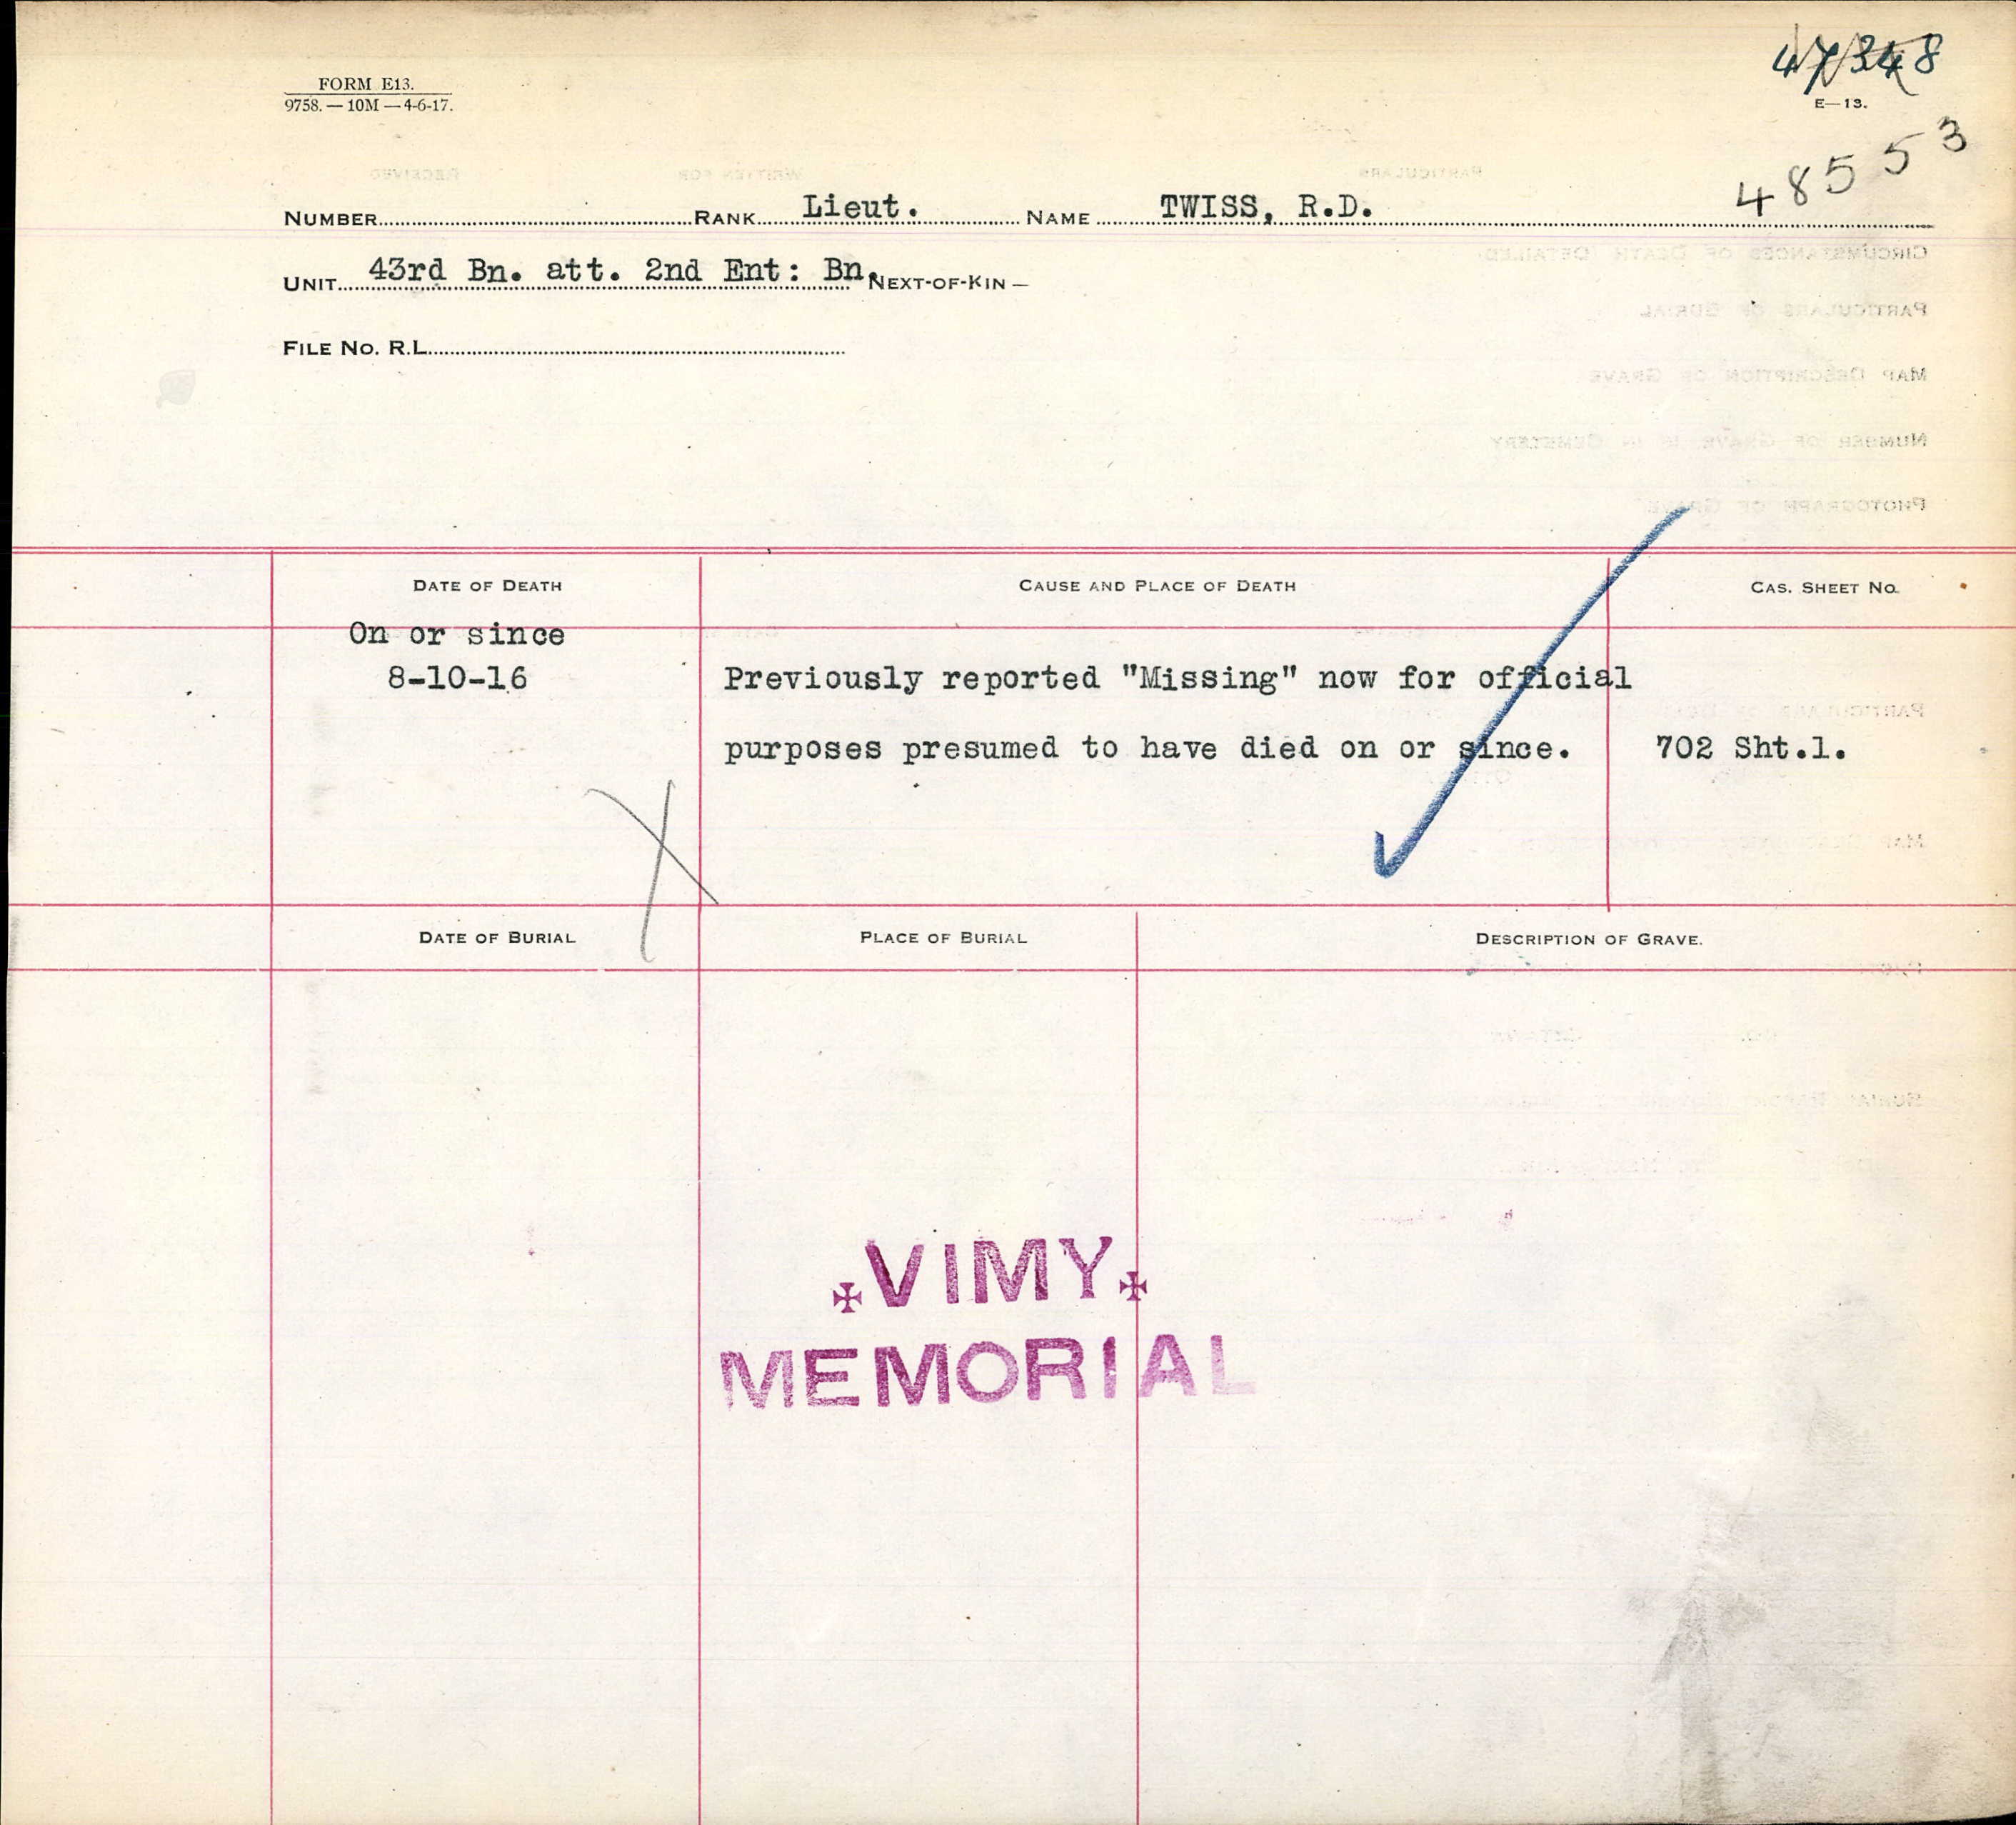 FORM E13.
9758. — 10M — 4-6-17.
47348
E—13.
48553
NUMBER RANK Lieut. NAME TWISS, R.D.
UNIT 43rd Bn. att. 2nd Ent: Bn. NEXT-OF-KIN —
FILE NO. R.L.
DATE OF DEATH CAUSE AND PLACE OF DEATH CAS. SHEET NO.
On or since
8-10-16 Previously reported "Missing" now for official
purposes presumed to have died on or since. 702 Sht.1.
DATE OF BURIAL PLACE OF BURIAL DESCRIPTION OF GRAVE.
VIMY
MEMORIAL